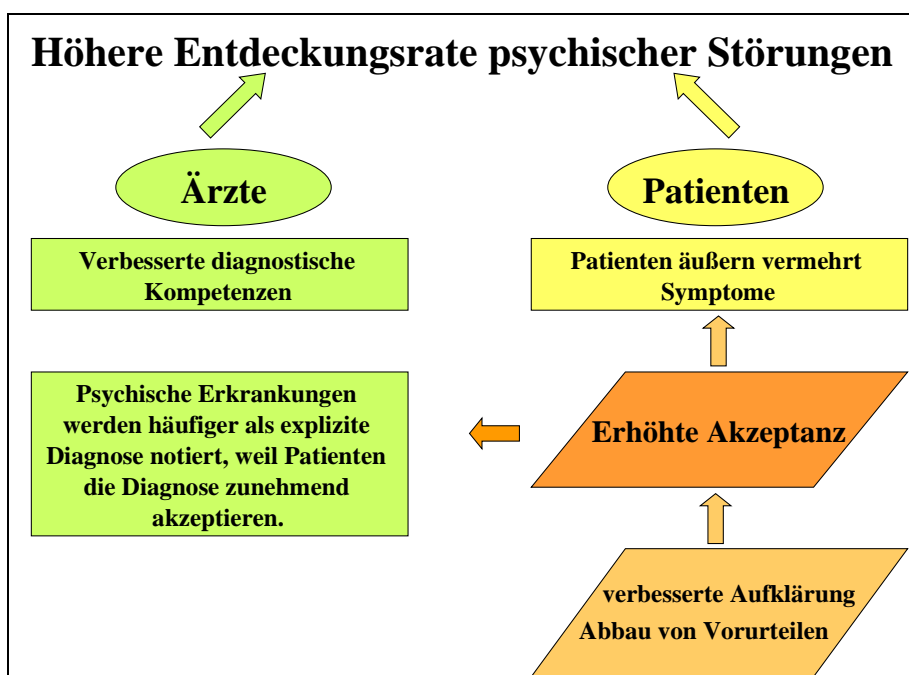 Höhere Entdeckungsrate psychischer Störungen
Ärzte
Verbesserte diagnostische
Kompetenzen
Psychische Erkrankungen
werden häufiger als explizite
Diagnose notiert, weil Patienten
die Diagnose zunehmend
akzeptieren.
Patienten
Patienten äußern vermehrt
Symptome
Erhöhte Akzeptanz
verbesserte Aufklärung
Abbau von Vorurteilen